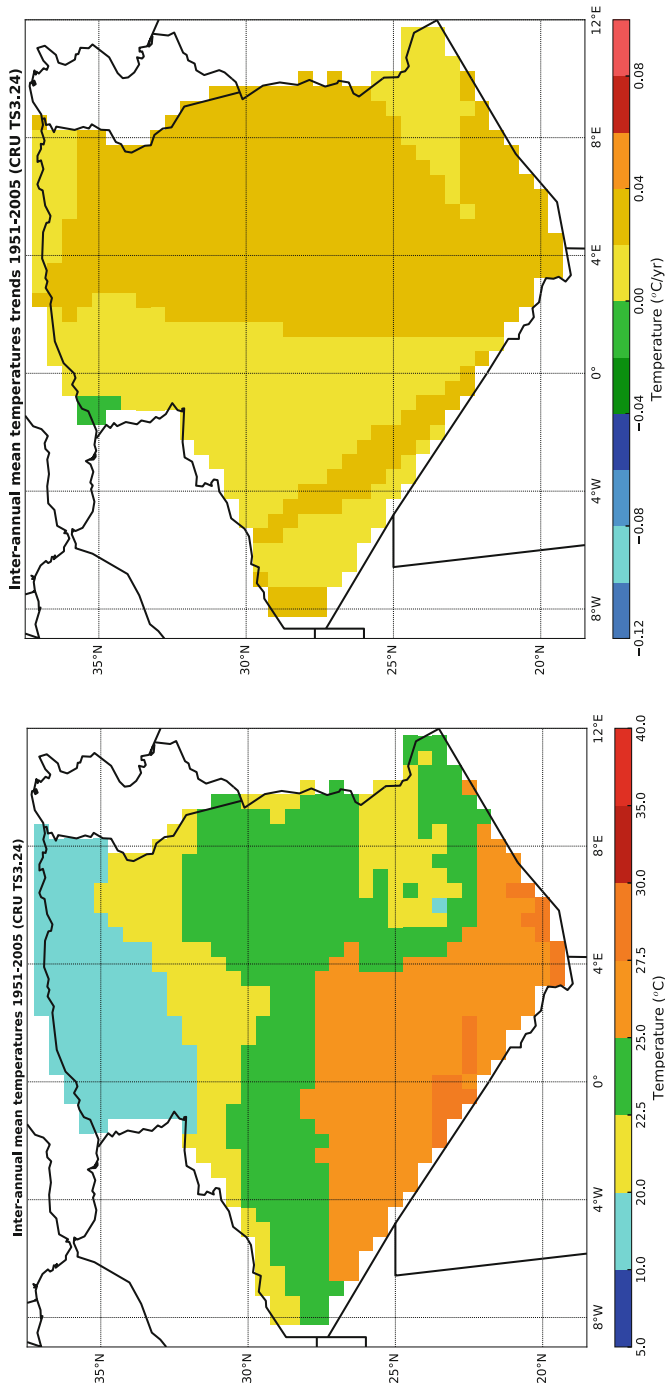 Inter-annual mean temperatures 1951-2005 (CRU TS3.24)
35°N
30°N
25°N
20°N
8°W
4°W
0°
4°E
8°E
12°E
5.0
10.0
20.0
22.5
25.0
27.5
30.0
35.0
40.0
Temperature (°C)
Inter-annual mean temperatures trends 1951-2005 (CRU TS3.24)
35°N
30°N
25°N
20°N
8°W
4°W
0°
4°E
8°E
12°E
−0.12
−0.08
−0.04
0.00
0.04
0.08
Temperature (°C/yr)